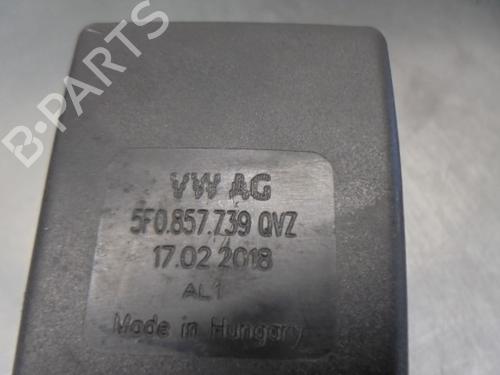 B-PARTS
VW AG
5F0.857.739 QVZ
17.02 2018
AL1
Made in Hungary